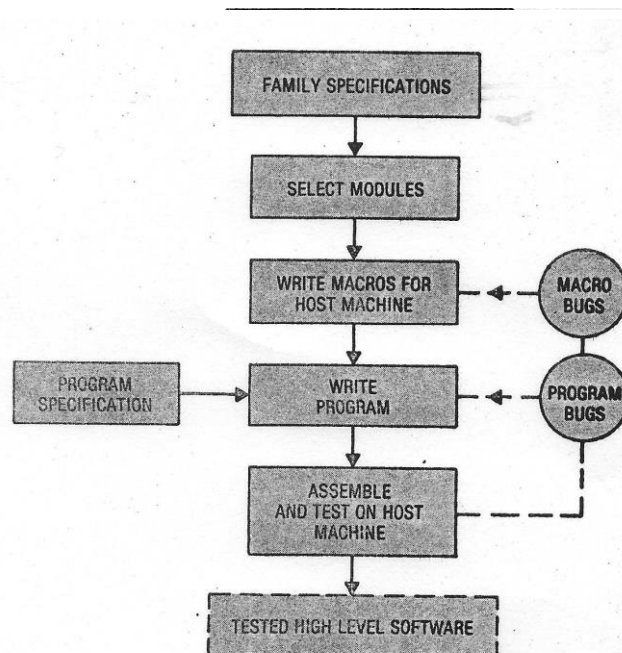 FAMILY SPECIFICATIONS
SELECT MODULES
WRITE MACROS FOR
HOST MACHINE
MACRO
BUGS
PROGRAM
SPECIFICATION
WRITE
PROGRAM
PROGRAM
BUGS
ASSEMBLE
AND TEST ON HOST
MACHINE
TESTED HIGH LEVEL SOFTWARE